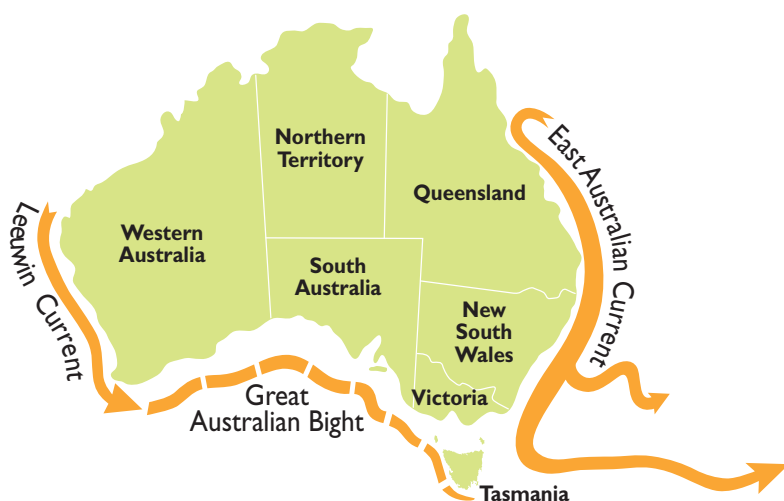 Northern
Territory
Queensland
Western
Australia
South
Australia
New
South
Wales
Victoria
Tasmania
Leeuwin Current
Great
Australian Bight
East Australian Current